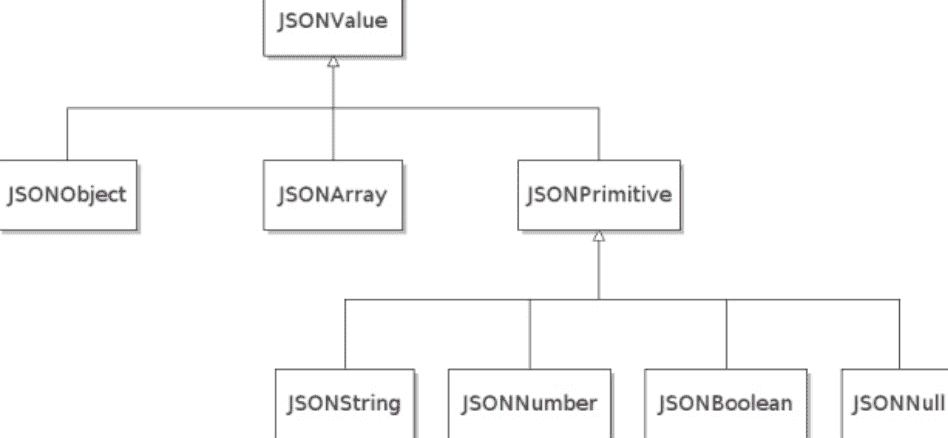 JSONValue
JSONObject
JSONArray
JSONPrimitive
JSONString
JSONNumber
JSONBoolean
JSONNull